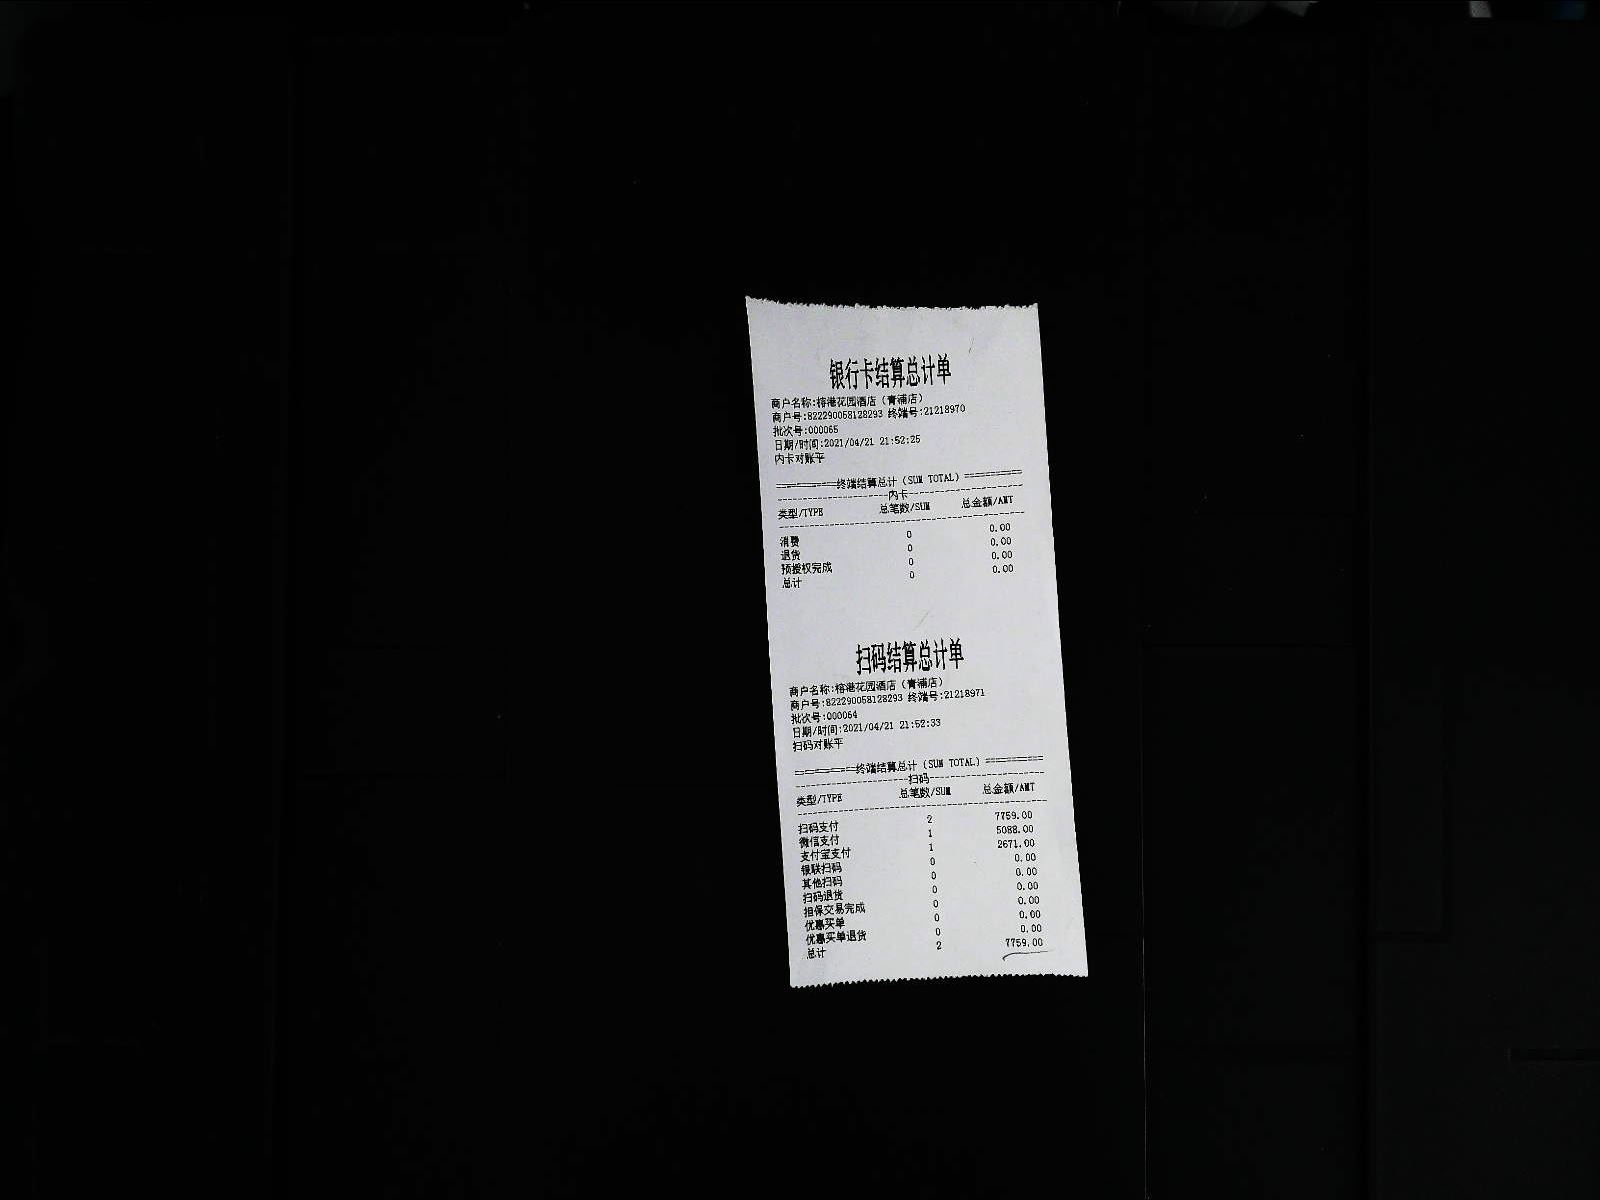 银行卡结算总计单
商户名称:榕港花园酒店（青浦店）
商户号:822290058128293 终端号:21218970
批次号:000065
日期/时间:2021/04/21 21:52:25
内卡对账平
===========终端结算总计（SUM TOTAL）===========
----------------------内卡----------------------
类型/TYPE 总笔数/SUM 总金额/AMT
消费 0 0.00
退货 0 0.00
预授权完成 0 0.00
总计 0 0.00
扫码结算总计单
商户名称:榕港花园酒店（青浦店）
商户号:822290058128293 终端号:21218971
批次号:000064
日期/时间:2021/04/21 21:52:33
扫码对账平
===========终端结算总计（SUM TOTAL）===========
----------------------扫码----------------------
类型/TYPE 总笔数/SUM 总金额/AMT
扫码支付 2 7759.00
微信支付 1 5088.00
支付宝支付 1 2671.00
银联扫码 0 0.00
其他扫码 0 0.00
扫码退货 0 0.00
担保交易完成 0 0.00
优惠买单 0 0.00
优惠买单退货 0 0.00
总计 2 7759.00